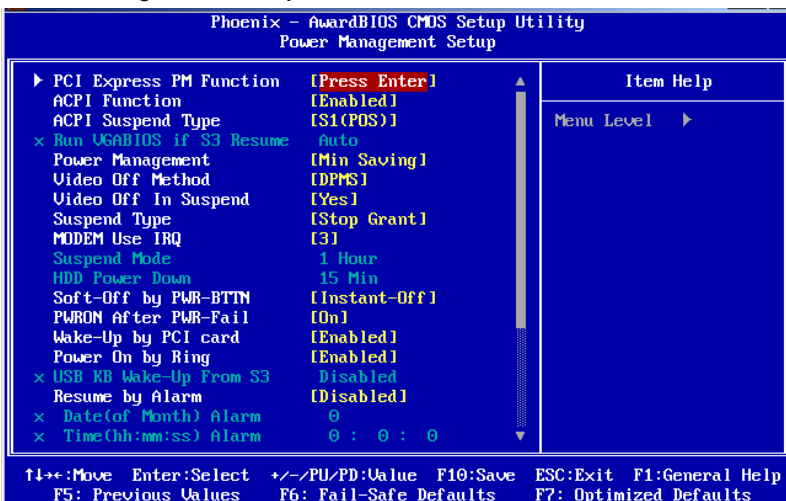 Phoenix - AwardBIOS CMOS Setup Utility
Power Management Setup
PCI Express PM Function [Press Enter]
ACPI Function [Enabled]
ACPI Suspend Type [S1(POS)]
x Run VGABIOS if S3 Resume Auto
Power Management [Min Saving]
Video Off Method [DPMS]
Video Off In Suspend [Yes]
Suspend Type [Stop Grant]
MODEM Use IRQ [3]
Suspend Mode 1 Hour
HDD Power Down 15 Min
Soft-Off by PWR-BTTN [Instant-Off]
PWRON After PWR-Fail [On]
Wake-Up by PCI card [Enabled]
Power On by Ring [Enabled]
x USB KB Wake-Up From S3 Disabled
Resume by Alarm [Disabled]
x Date(of Month) Alarm 0
x Time(hh:mm:ss) Alarm 0 : 0 : 0
Item Help
Menu Level
↑↓→←:Move Enter:Select +/-/PU/PD:Value F10:Save ESC:Exit F1:General Help
F5: Previous Values F6: Fail-Safe Defaults F7: Optimized Defaults